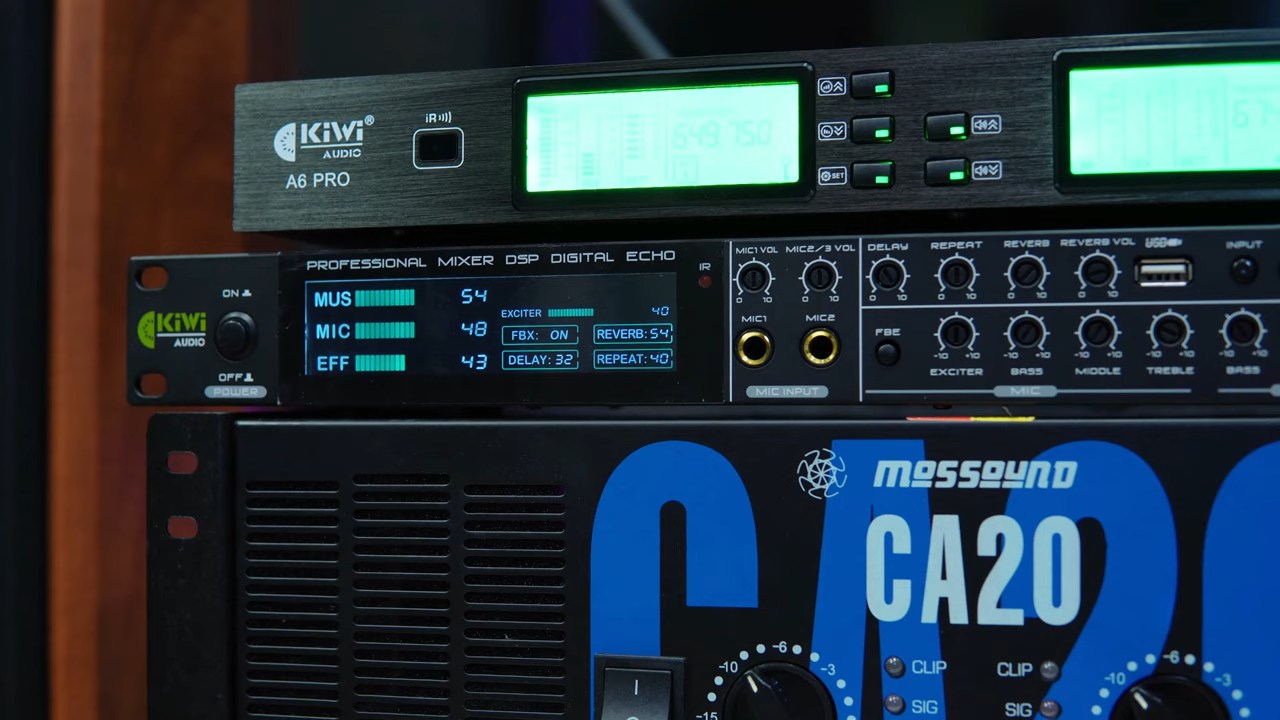 KiWi®
AUDIO
A6 PRO
iR
649.150
SET
PROFESSIONAL MIXER DSP DIGITAL ECHO
IR
ON
KiWi
AUDIO
OFF
POWER
MUS 54
MIC 48
EFF 43
EXCITER 40
FBX: ON
REVERB: 54
DELAY: 32
REPEAT: 40
MIC1 VOL
MIC2/3 VOL
0 10
0 10
MIC1
MIC2
MIC INPUT
DELAY
REPEAT
REVERB
REVERB VOL
USB
INPUT
0 10
0 10
0 10
0 10
FBE
-10 10
-10 10
-10 10
-10 10
-10 10
EXCITER
BASS
MIDDLE
TREBLE
BASS
MIC
CA20
mossound
CA20
-15
-10
-6
-3
CLIP
SIG
CLIP
SIG
-10
-6
-3